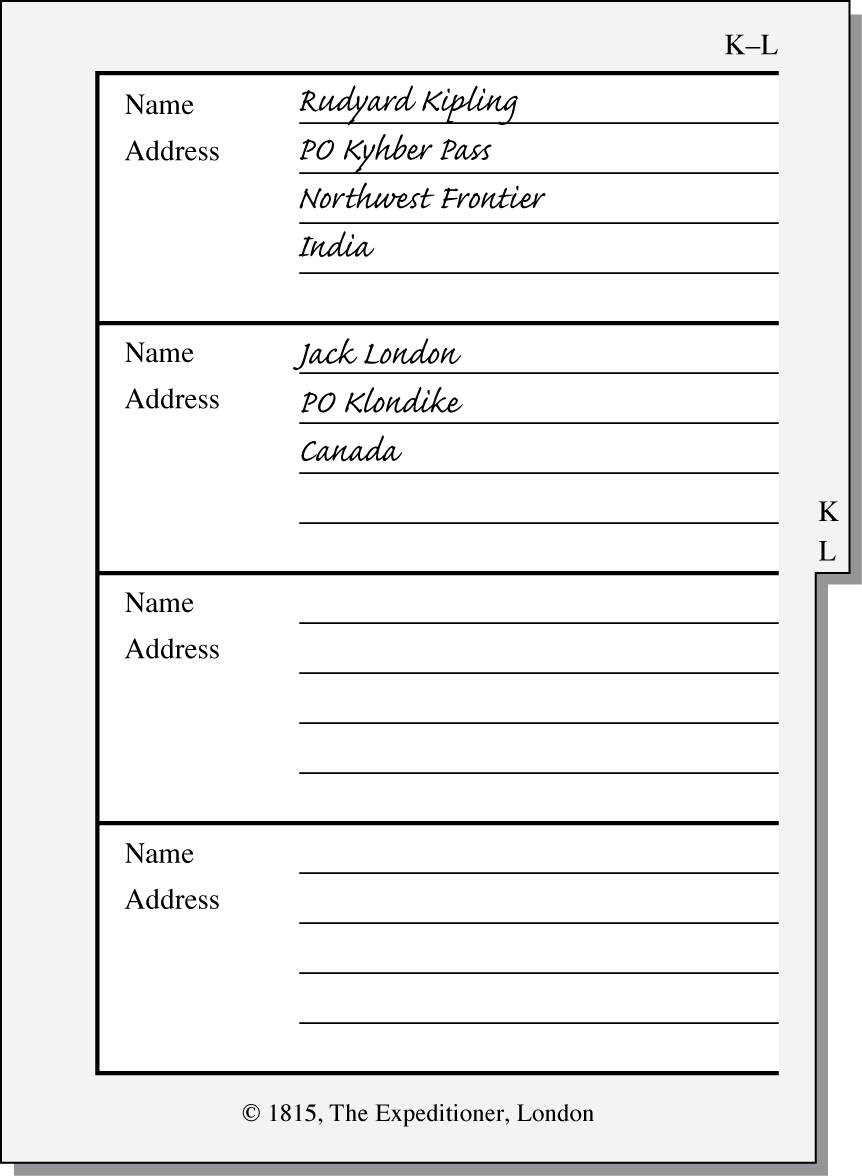 K–L
Name Rudyard Kipling
Address PO Kyhber Pass
Northwest Frontier
India
Name Jack London
Address PO Klondike
Canada
K
L
Name
Address
Name
Address
© 1815, The Expeditioner, London